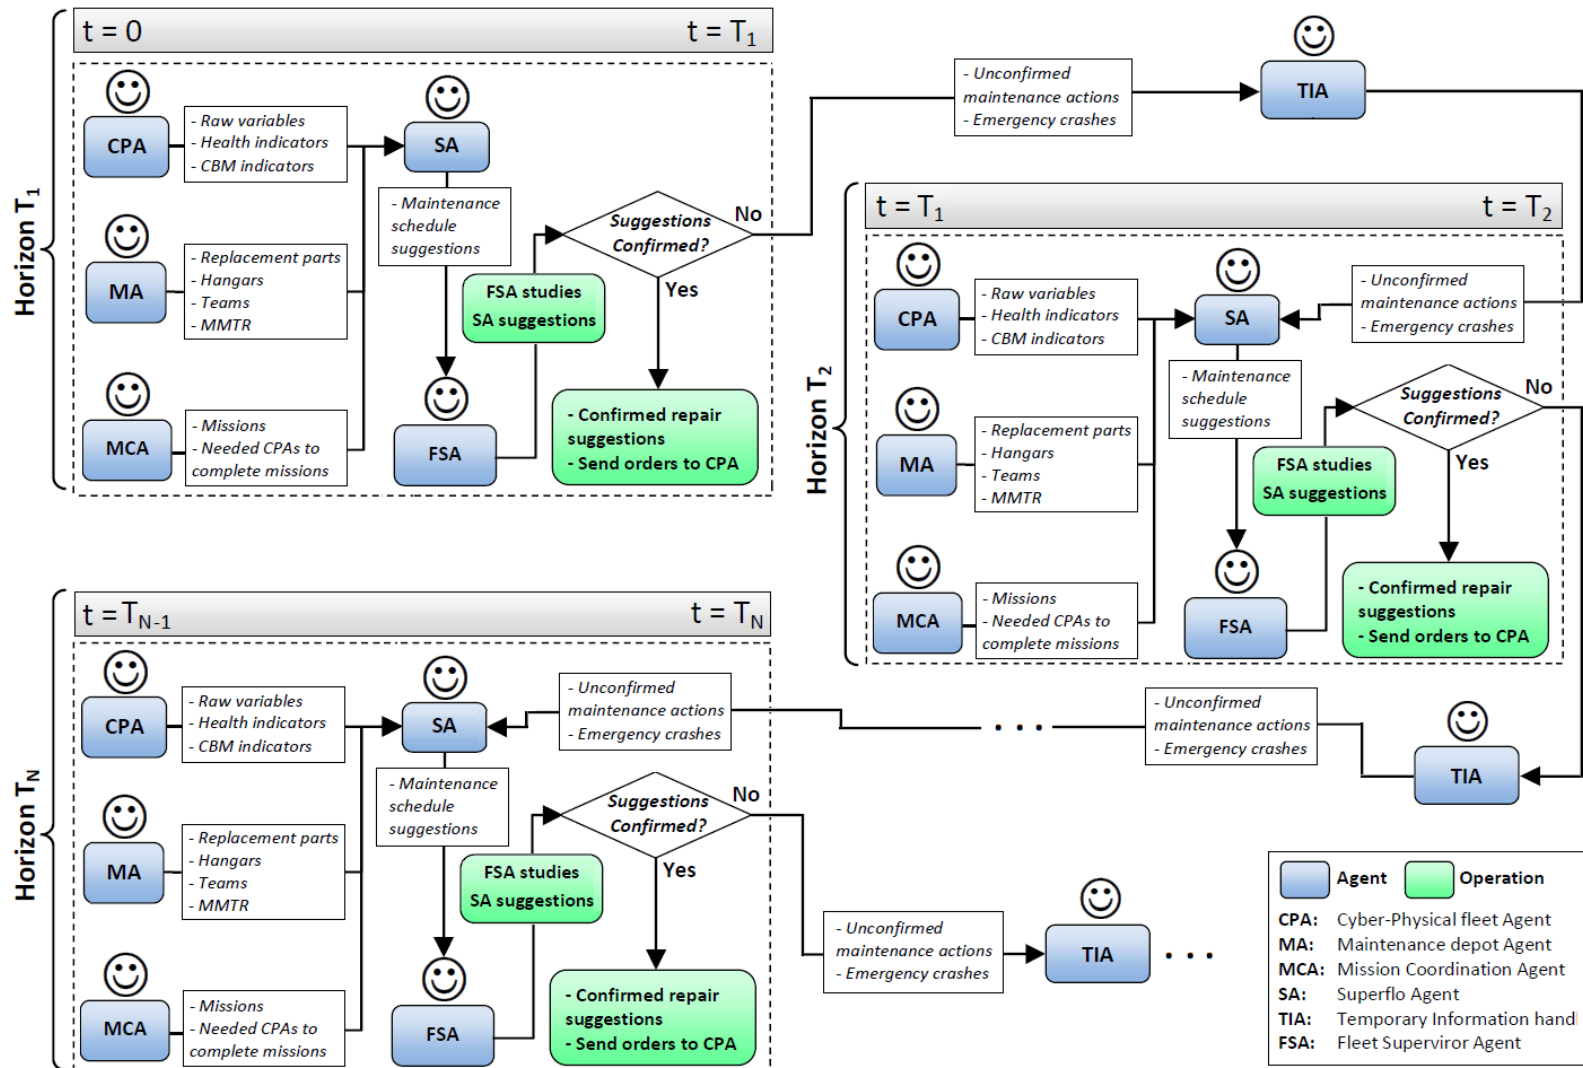 t = 0
t = T1
Horizon T1
CPA
- Raw variables
- Health indicators
- CBM indicators
SA
MA
- Replacement parts
- Hangars
- Teams
- MMTR
- Maintenance
schedule
suggestions
Suggestions
Confirmed?
No
Yes
FSA studies
SA suggestions
MCA
- Missions
- Needed CPAs to
complete missions
FSA
- Confirmed repair
suggestions
- Send orders to CPA
- Unconfirmed
maintenance actions
- Emergency crashes
TIA
t = T1
t = T2
Horizon T2
CPA
- Raw variables
- Health indicators
- CBM indicators
SA
- Unconfirmed
maintenance actions
- Emergency crashes
MA
- Replacement parts
- Hangars
- Teams
- MMTR
- Maintenance
schedule
suggestions
Suggestions
Confirmed?
No
Yes
FSA studies
SA suggestions
MCA
- Missions
- Needed CPAs to
complete missions
FSA
- Confirmed repair
suggestions
- Send orders to CPA
- Unconfirmed
maintenance actions
- Emergency crashes
TIA
. . .
t = TN-1
t = TN
Horizon TN
CPA
- Raw variables
- Health indicators
- CBM indicators
SA
- Unconfirmed
maintenance actions
- Emergency crashes
MA
- Replacement parts
- Hangars
- Teams
- MMTR
- Maintenance
schedule
suggestions
Suggestions
Confirmed?
No
Yes
FSA studies
SA suggestions
MCA
- Missions
- Needed CPAs to
complete missions
FSA
- Confirmed repair
suggestions
- Send orders to CPA
- Unconfirmed
maintenance actions
- Emergency crashes
TIA
. . .
Agent
Operation
CPA: Cyber-Physical fleet Agent
MA: Maintenance depot Agent
MCA: Mission Coordination Agent
SA: Superflo Agent
TIA: Temporary Information handl
FSA: Fleet Superviror Agent